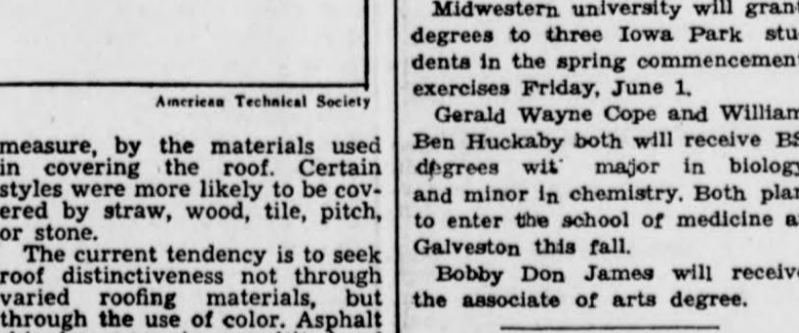 American Technical Society
measure, by the materials used
in covering the roof. Certain
styles were more likely to be cov-
ered by straw, wood, tile, pitch,
or stone.
The current tendency is to seek
roof distinctiveness not through
varied roofing materials, but
through the use of color. Asphalt
Midwestern university will gran
degrees to three Iowa Park stu
dents in the spring commencemen
exercises Friday, June 1.
Gerald Wayne Cope and William
Ben Huckaby both will receive BS
degrees wit major in biology
and minor in chemistry. Both plan
to enter the school of medicine a
Galveston this fall.
Bobby Don James will receive
the associate of arts degree.